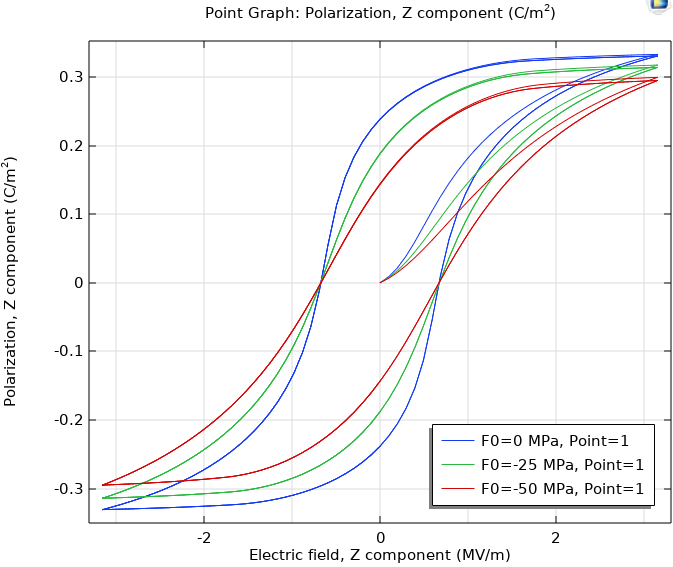 Point Graph: Polarization, Z component (C/m²)
Polarization, Z component (C/m²)
0.3
0.2
0.1
0
-0.1
-0.2
-0.3
F0=0 MPa, Point=1
F0=-25 MPa, Point=1
F0=-50 MPa, Point=1
-2 0 2
Electric field, Z component (MV/m)